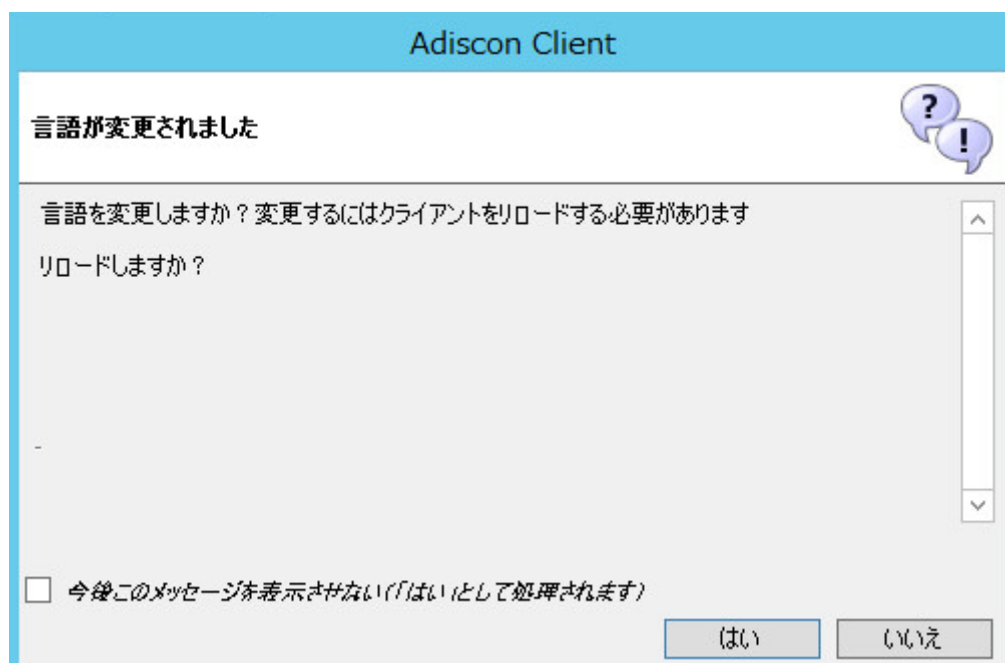 Adiscon Client
言語が変更されました
言語を変更しますか？変更するにはクライアントをリロードする必要があります
リロードしますか？
-
今後このメッセージを表示させない(「はい」として処理されます)
はい
いいえ